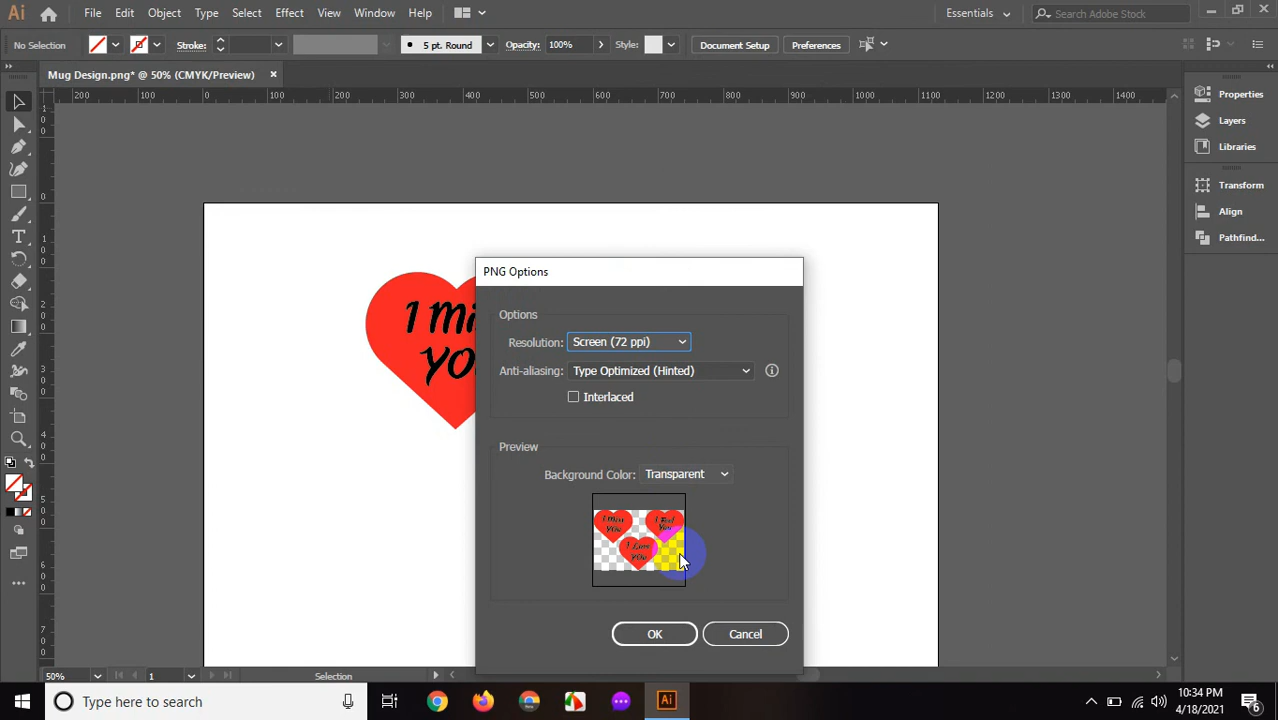 Ai File Edit Object Type Select Effect View Window Help Essentials Search Adobe Stock
No Selection Stroke: 5 pt. Round Opacity: 100% Style: Document Setup Preferences
Mug Design.png* @ 50% (CMYK/Preview)
200 100 0 100 200 300 400 500 600 700 800 900 1000 1100 1200 1300 1400
Properties
Layers
Libraries
Transform
Align
Pathfind...
I mi
yo
PNG Options
Options
Resolution: Screen (72 ppi)
Anti-aliasing: Type Optimized (Hinted)
Interlaced
Preview
Background Color: Transparent
I Miss
you
You
you
OK Cancel
50% 1 Selection
Type here to search
Ai
10:34 PM
4/18/2021
6